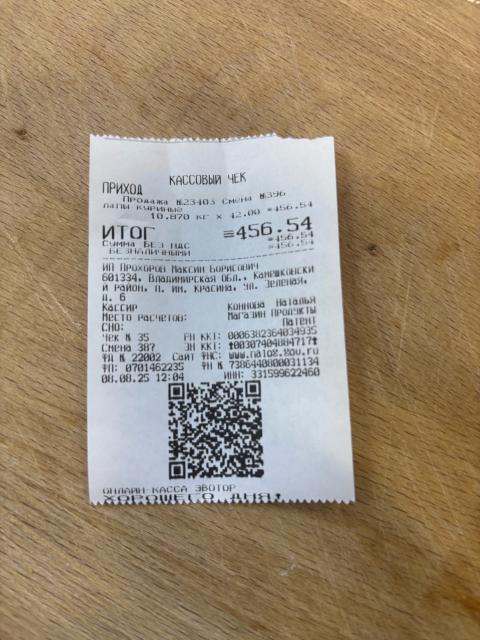 КАССОВЫЙ ЧЕК
ПРИХОД
Продажа №23403 Смена №396
Лапы куриные
10.870 кг x 42.00 =456.54
ИТОГ =456.54
Сумма БЕЗ НДС =456.54
БЕЗНАЛИЧНЫМИ =456.54
ИП Прохоров Максим Борисович
601334, Владимирская обл., Камешковски
й район, п. им. Красина, ул. Зеленая,
д. 6
Кассир Коннова Наталья
Место расчетов: Магазин Продукты
СНО: Патент
Чек № 35 РН ККТ: 0006382364034935
Смена 387 ЗН ККТ: *00307404884717*
ФД № 22002 Сайт ФНС: www.nalog.gov.ru
ФП: 0701462235 ФН № 7386440800031134
08.08.25 12:04 ИНН: 331599622460
ОНЛАЙН-КАССА ЭВОТОР
ХОРОШЕГО ДНЯ!